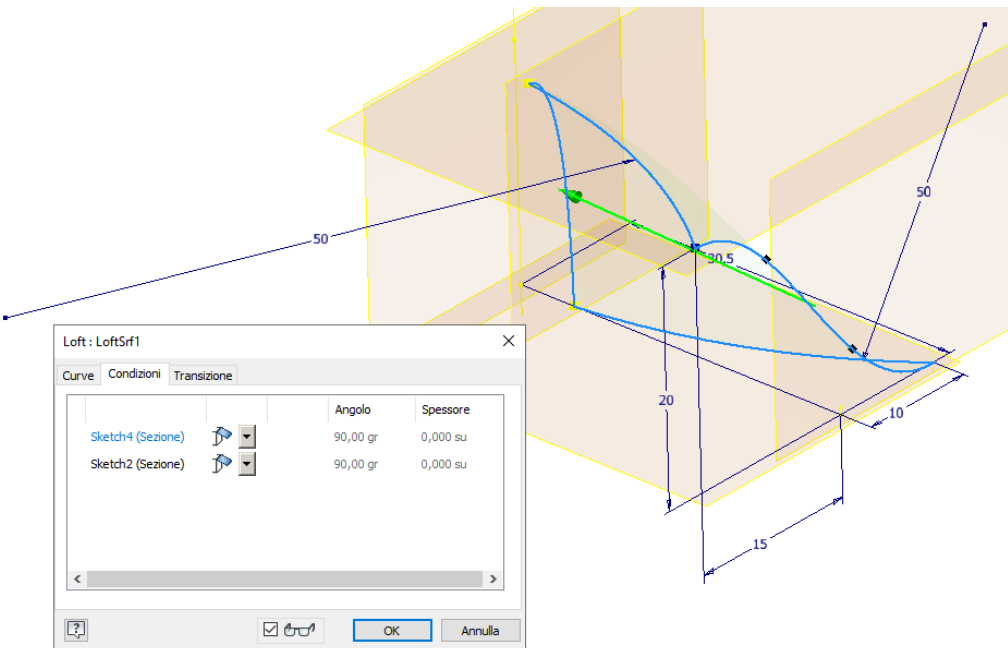 50
50
30,5
20
10
15
Loft : LoftSrf1
Curve Condizioni Transizione
Angolo Spessore
Sketch4 (Sezione) 90,00 gr 0,000 su
Sketch2 (Sezione) 90,00 gr 0,000 su
OK Annulla